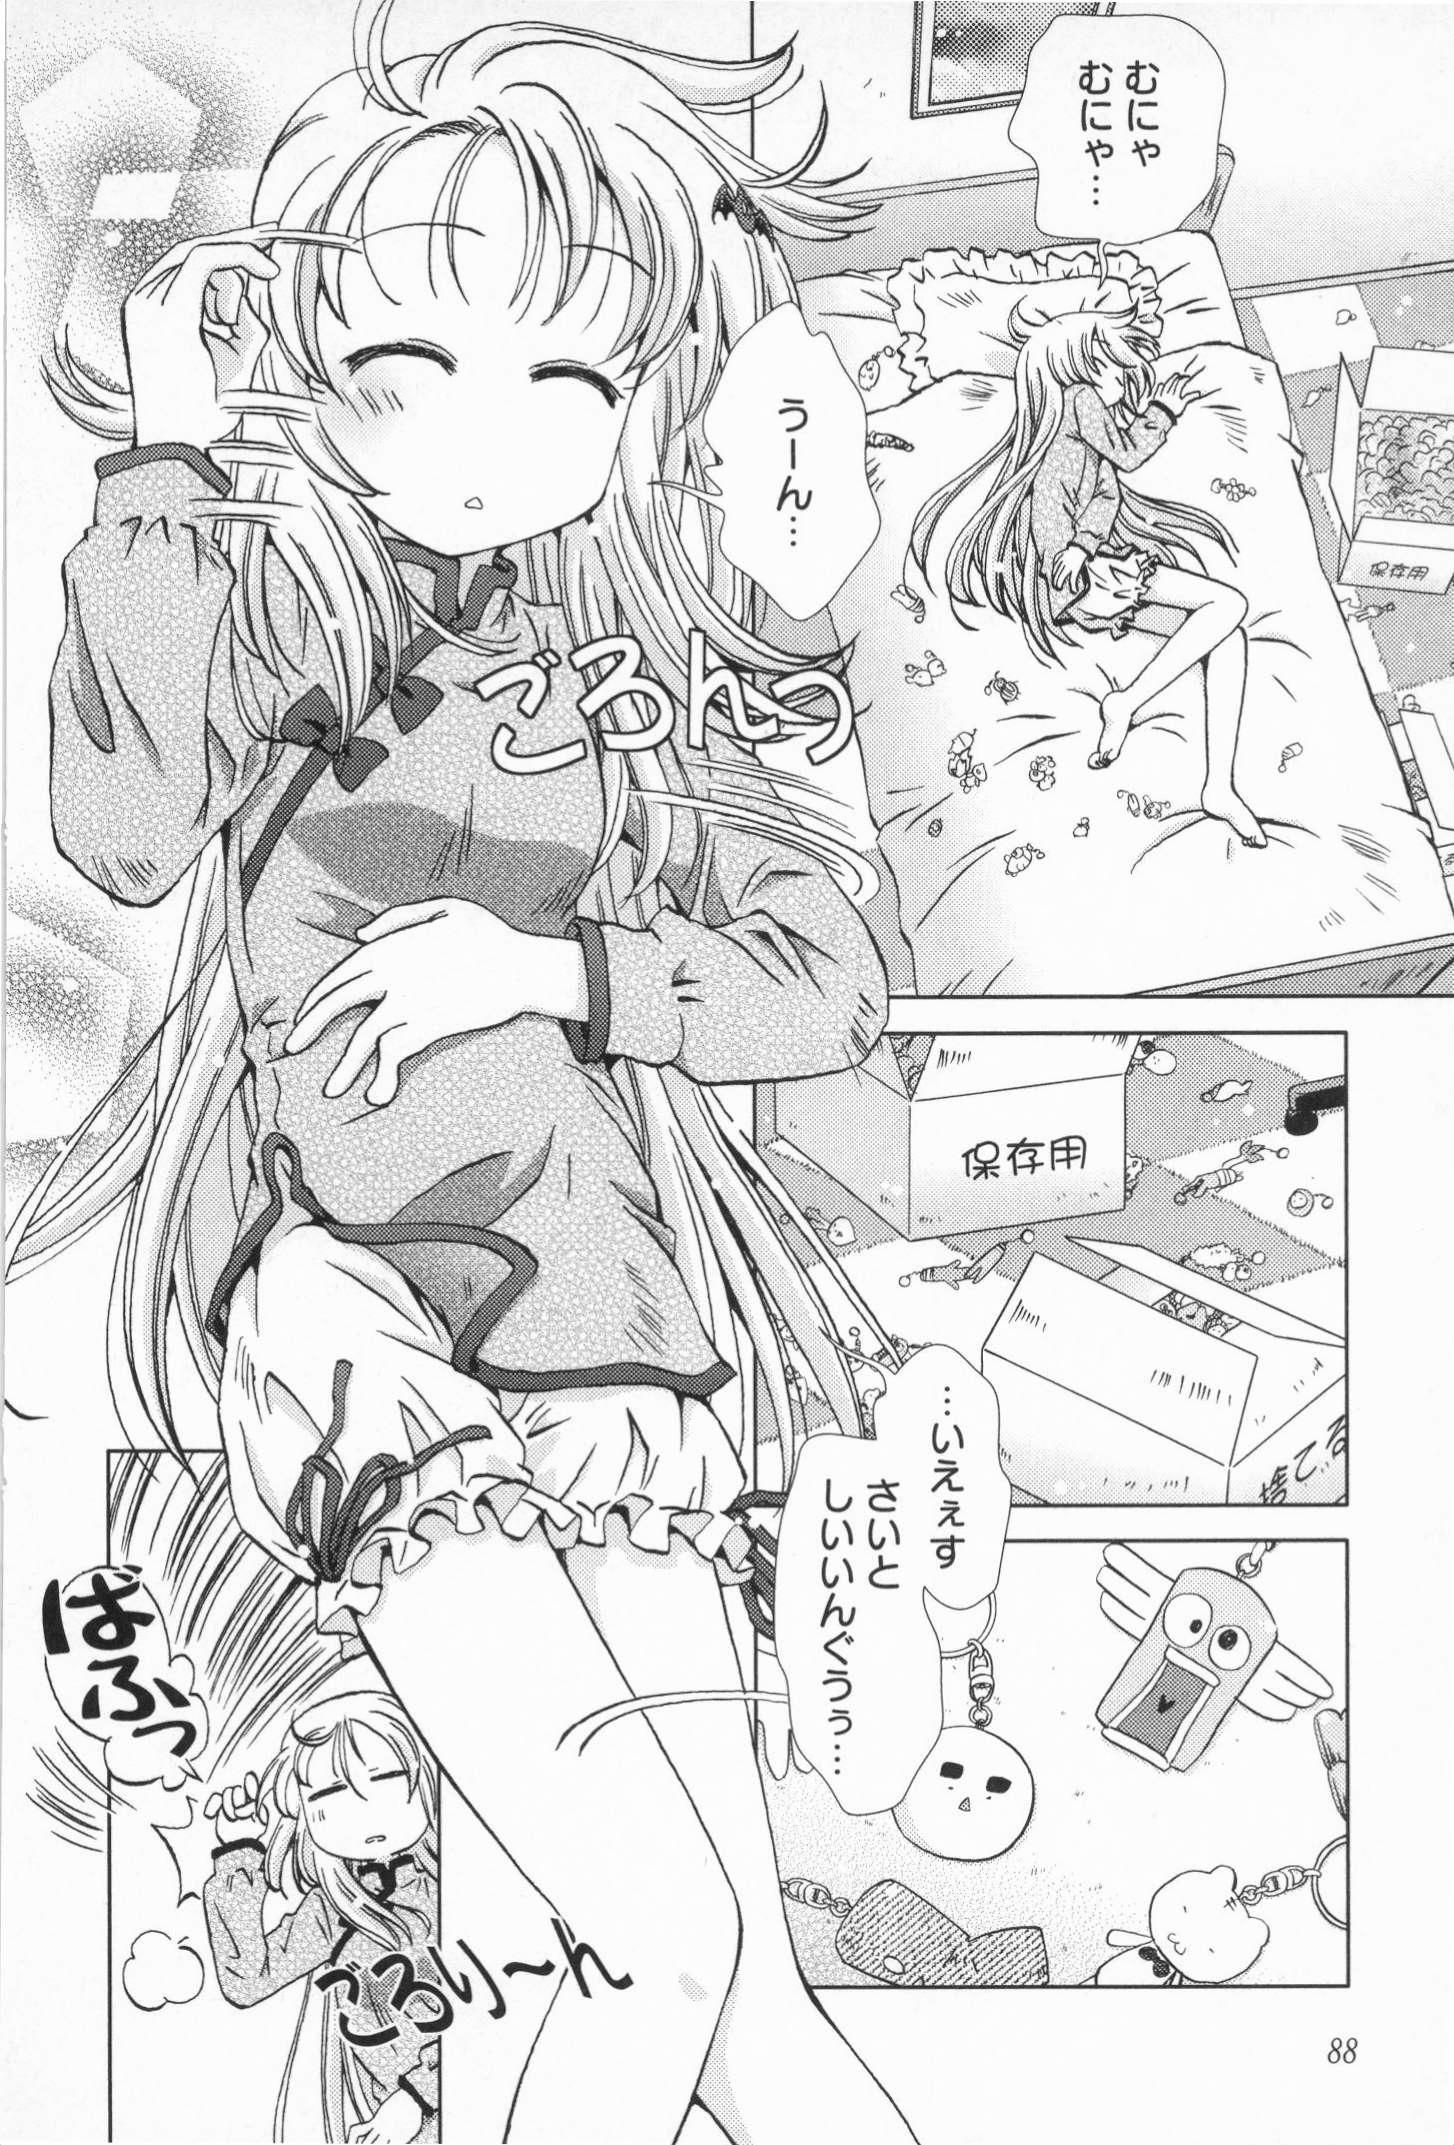 むにゃ
むにゃ…
保存用
うーん…
ごろんっ
保存用
捨てる
…いえぇす
さいと
しいいんぐうぅ…
ばふっ
ごろり〜ん
88